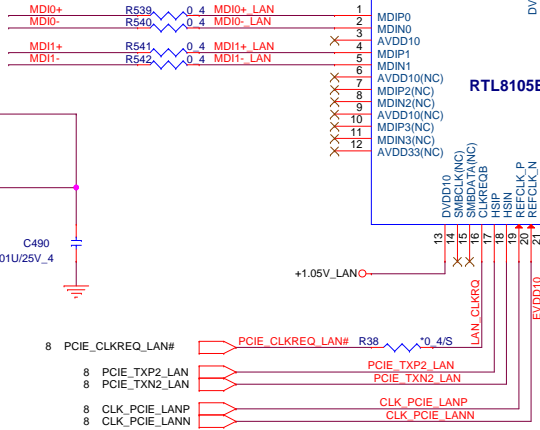 MDI0+ R539 0_4 MDI0+_LAN 1 MDIP0
MDI0- R540 0_4 MDI0-_LAN 2 MDIN0
3 AVDD10
MDI1+ R541 0_4 MDI1+_LAN 4 MDIP1
MDI1- R542 0_4 MDI1-_LAN 5 MDIN1
6 AVDD10(NC)
7 MDIP2(NC)
8 MDIN2(NC)
9 AVDD10(NC)
10 MDIP3(NC)
11 MDIN3(NC)
12 AVDD33(NC)
DV
RTL8105E
DVDD10
SMBCLK(NC)
SMBDATA(NC)
CLKREQB
HSIP
HSIN
REFCLK_P
REFCLK_N
13 14 15 16 17 18 19 20 21
C490
01U/25V_4
+1.05V_LAN
LAN_CLKRQ
EVDD10
8 PCIE_CLKREQ_LAN# PCIE_CLKREQ_LAN# R38 *0_4/S
8 PCIE_TXP2_LAN PCIE_TXP2_LAN
8 PCIE_TXN2_LAN PCIE_TXN2_LAN
8 CLK_PCIE_LANP CLK_PCIE_LANP
8 CLK_PCIE_LANN CLK_PCIE_LANN